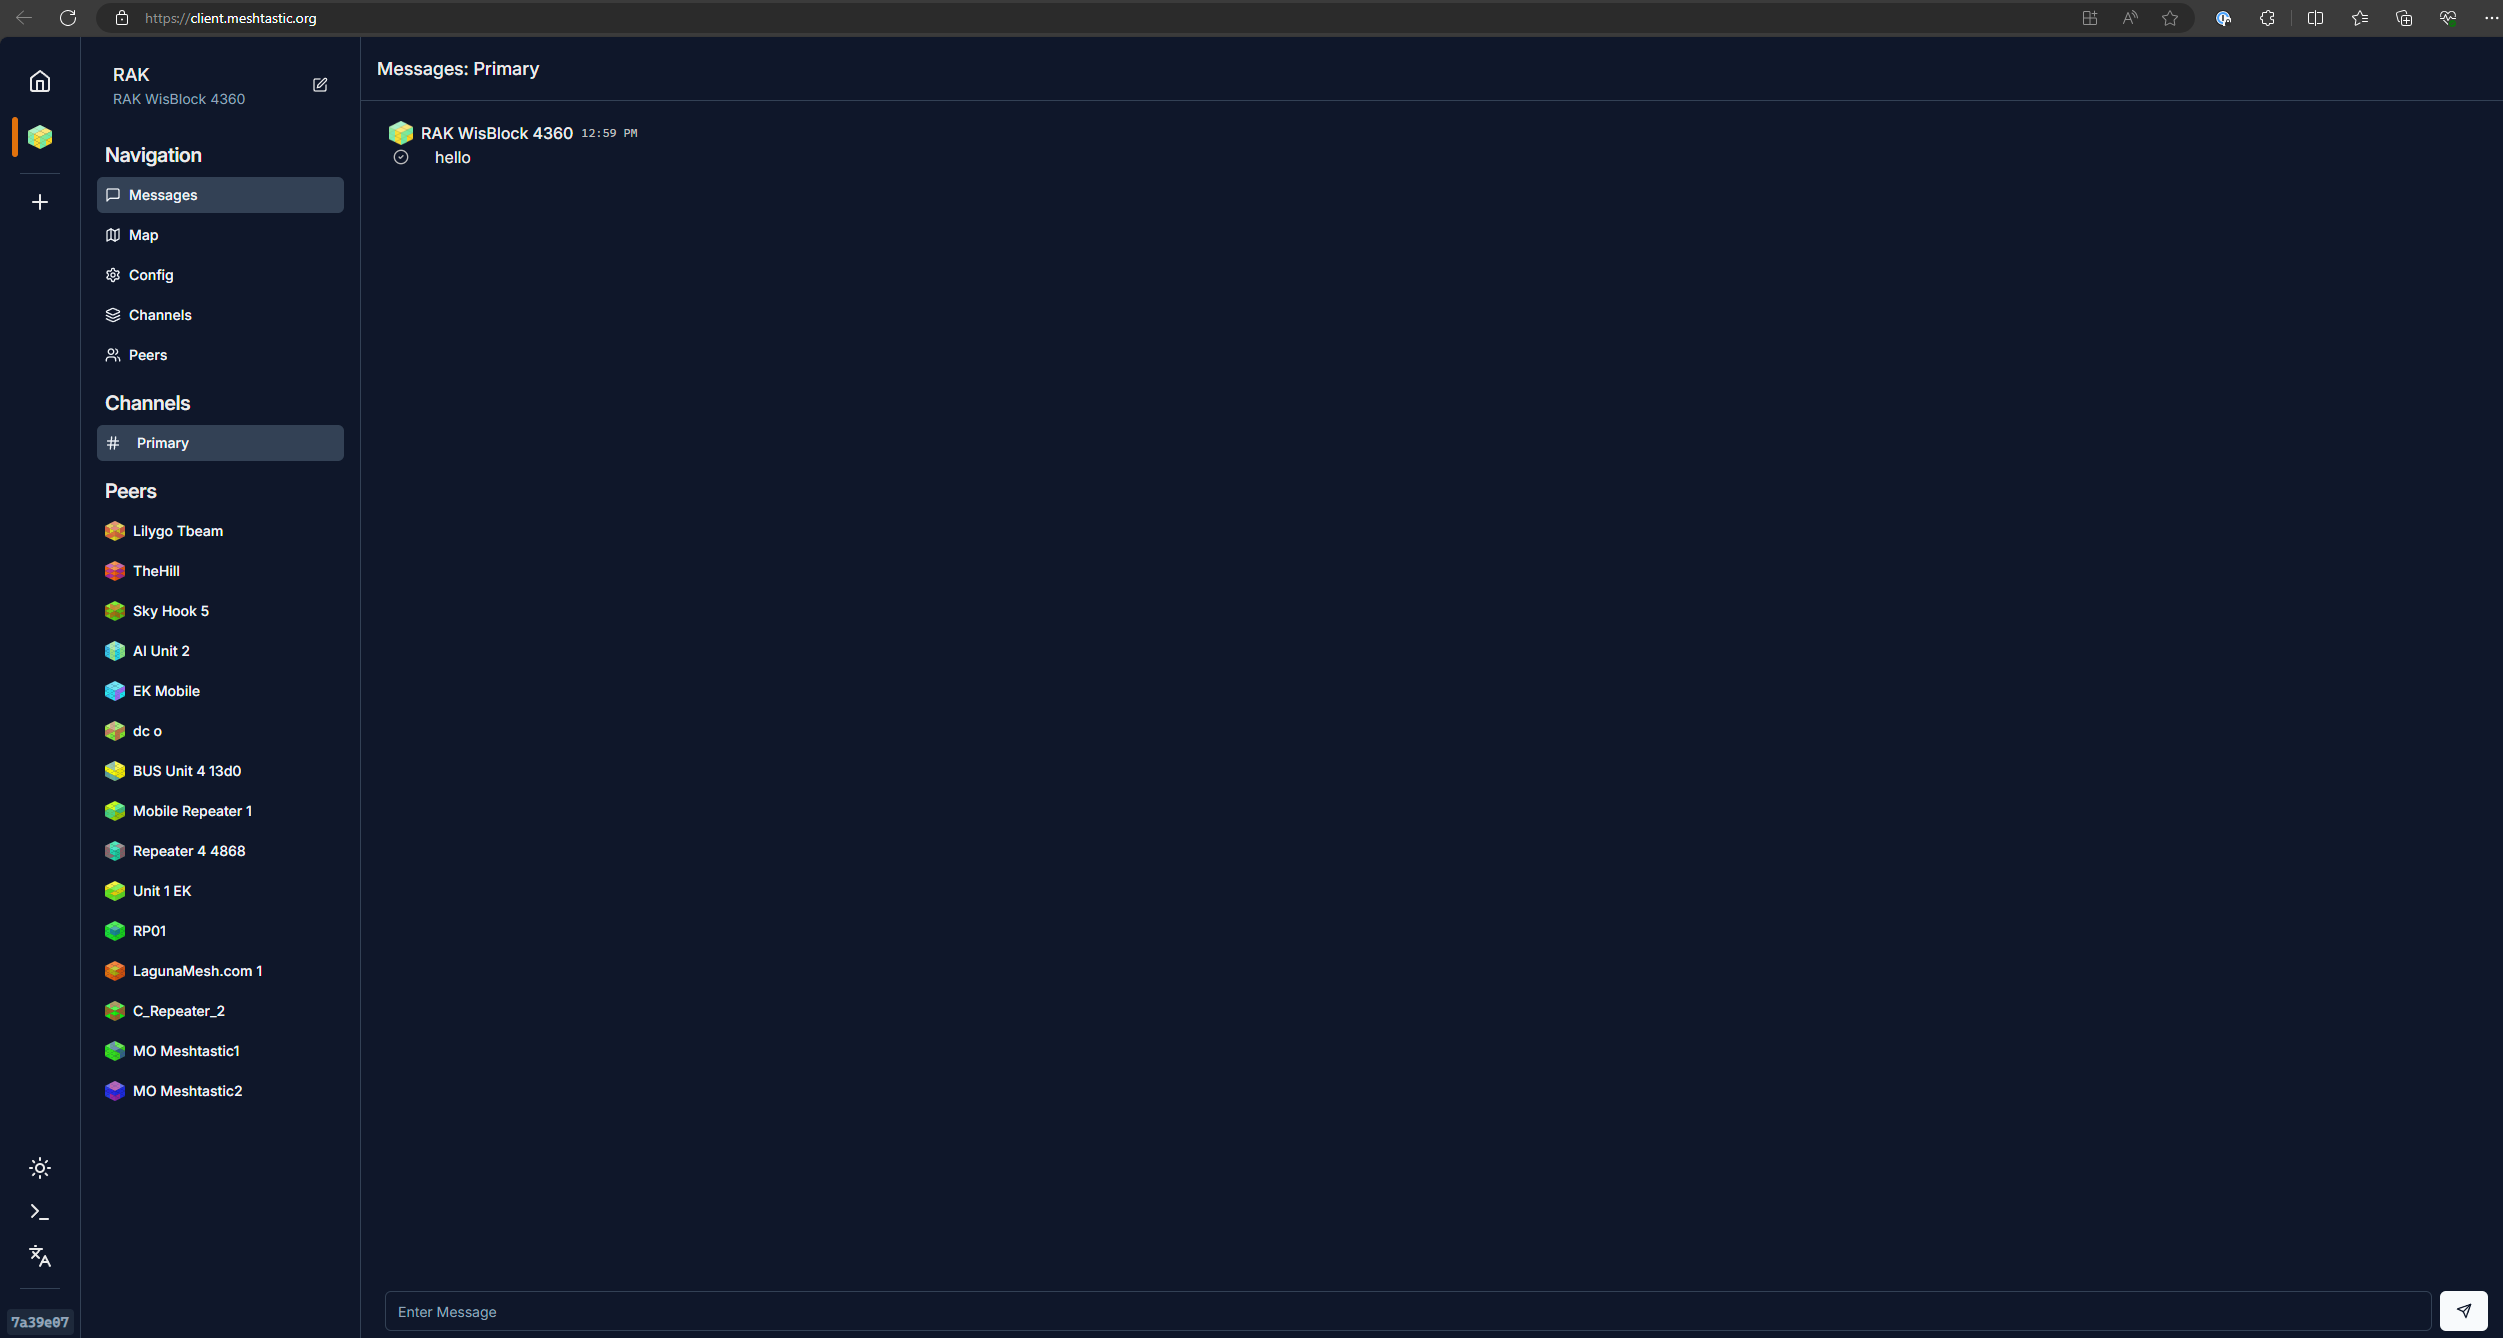 https://client.meshtastic.org
RAK
RAK WisBlock 4360
Navigation
Messages
Map
Config
Channels
Peers
Channels
# Primary
Peers
Lilygo Tbeam
TheHill
Sky Hook 5
AI Unit 2
EK Mobile
dc o
BUS Unit 4 13d0
Mobile Repeater 1
Repeater 4 4868
Unit 1 EK
RP01
LagunaMesh.com 1
C_Repeater_2
MO Meshtastic1
MO Meshtastic2
7a39e07
Messages: Primary
RAK WisBlock 4360 12:59 PM
hello
Enter Message